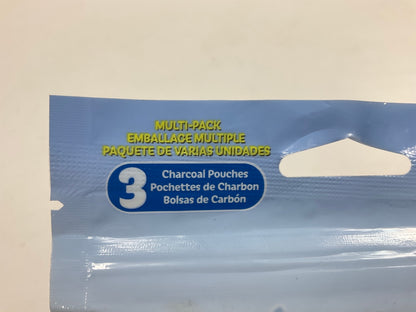 MULTI-PACK
EMBALLAGE MULTIPLE
PAQUETE DE VARIAS UNIDADES
3
Charcoal Pouches
Pochettes de Charbon
Bolsas de Carbón